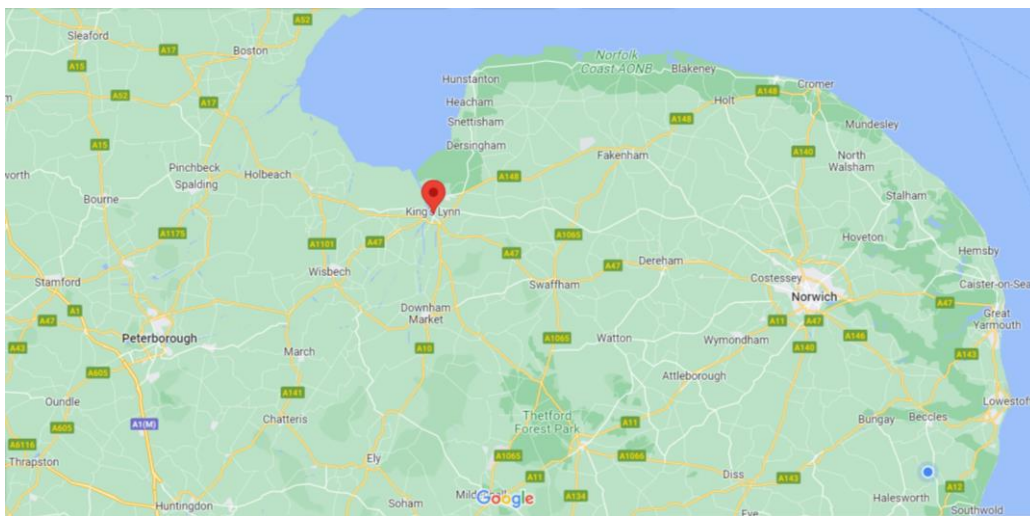 A52
Sleaford
A17
Boston
Norfolk
Coast AONB
Blakeney
A15
Hunstanton
Cromer
A52
A17
Heacham
Holt
A148
Snettisham
A148
Mundesley
A15
Dersingham
A140
North
Walsham
Fakenham
Pinchbeck
Spalding
Holbeach
A148
worth
Bourne
Stalham
King's Lynn
A1175
A1101
A47
A1065
Hoveton
Hemsby
A47
Wisbech
Dereham
A47
Costessey
Stamford
Swaffham
Caister-on-Sea
Norwich
A1
Downham
Market
A47
Great
Yarmouth
A47
A11
A47
Peterborough
A1065
Watton
Wymondham
A146
A43
March
A10
A140
A143
A605
Attleborough
A141
Oundle
Lowestoft
Thetford
Forest Park
Chatteris
Bungay
Beccles
A605
A1(M)
A11
A6116
Ely
A1065
A1066
Thrapston
Diss
A143
A11
A12
Huntingdon
Soham
Google
A134
Halesworth
Southwold